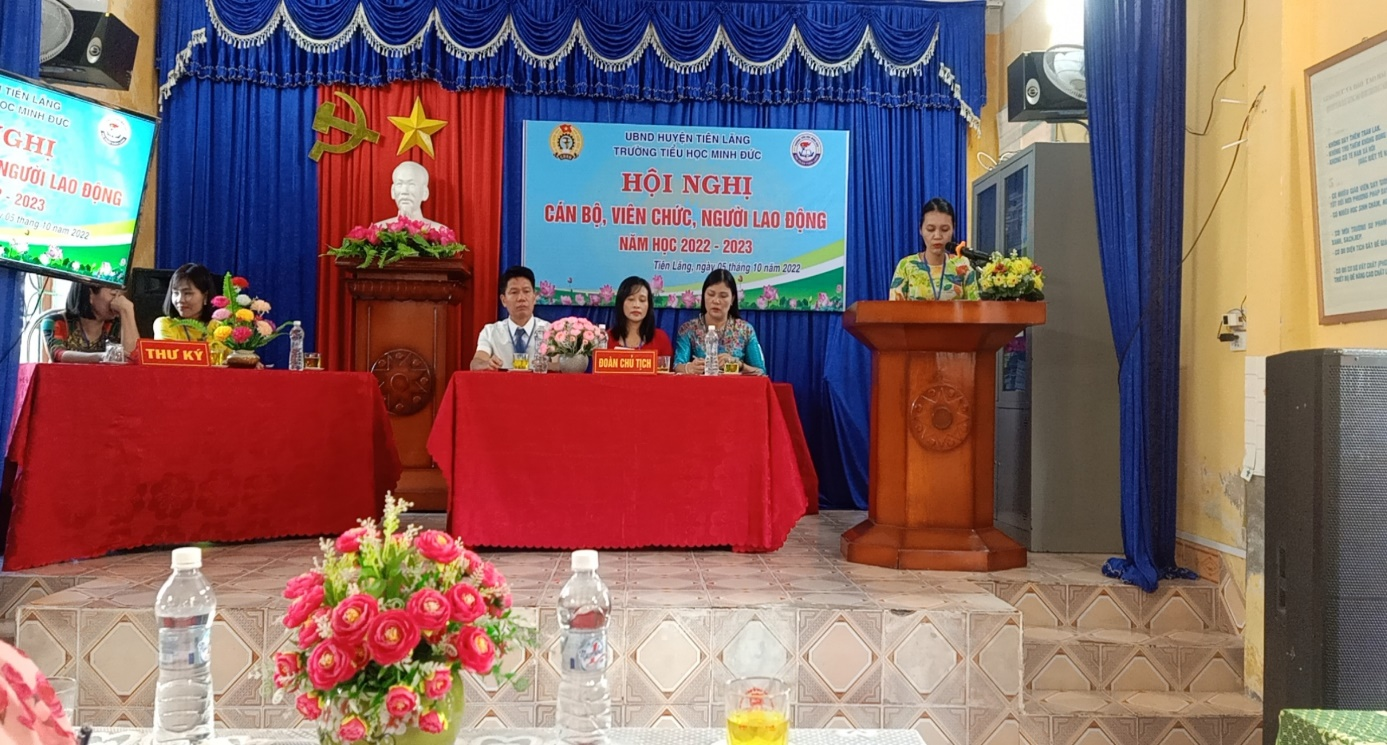 UBND HUYỆN TIÊN LÃNG
TRƯỜNG TIỂU HỌC MINH ĐỨC
HỘI NGHỊ
CÁN BỘ, VIÊN CHỨC, NGƯỜI LAO ĐỘNG
NĂM HỌC 2022 - 2023
Tiên Lãng, ngày 05 tháng 10 năm 2022
TIÊN LÃNG
HỌC MINH ĐỨC
NGHỊ
NGƯỜI LAO ĐỘNG
- 2023
05 tháng 10 năm 2022
THƯ KÝ
ĐOÀN CHỦ TỊCH